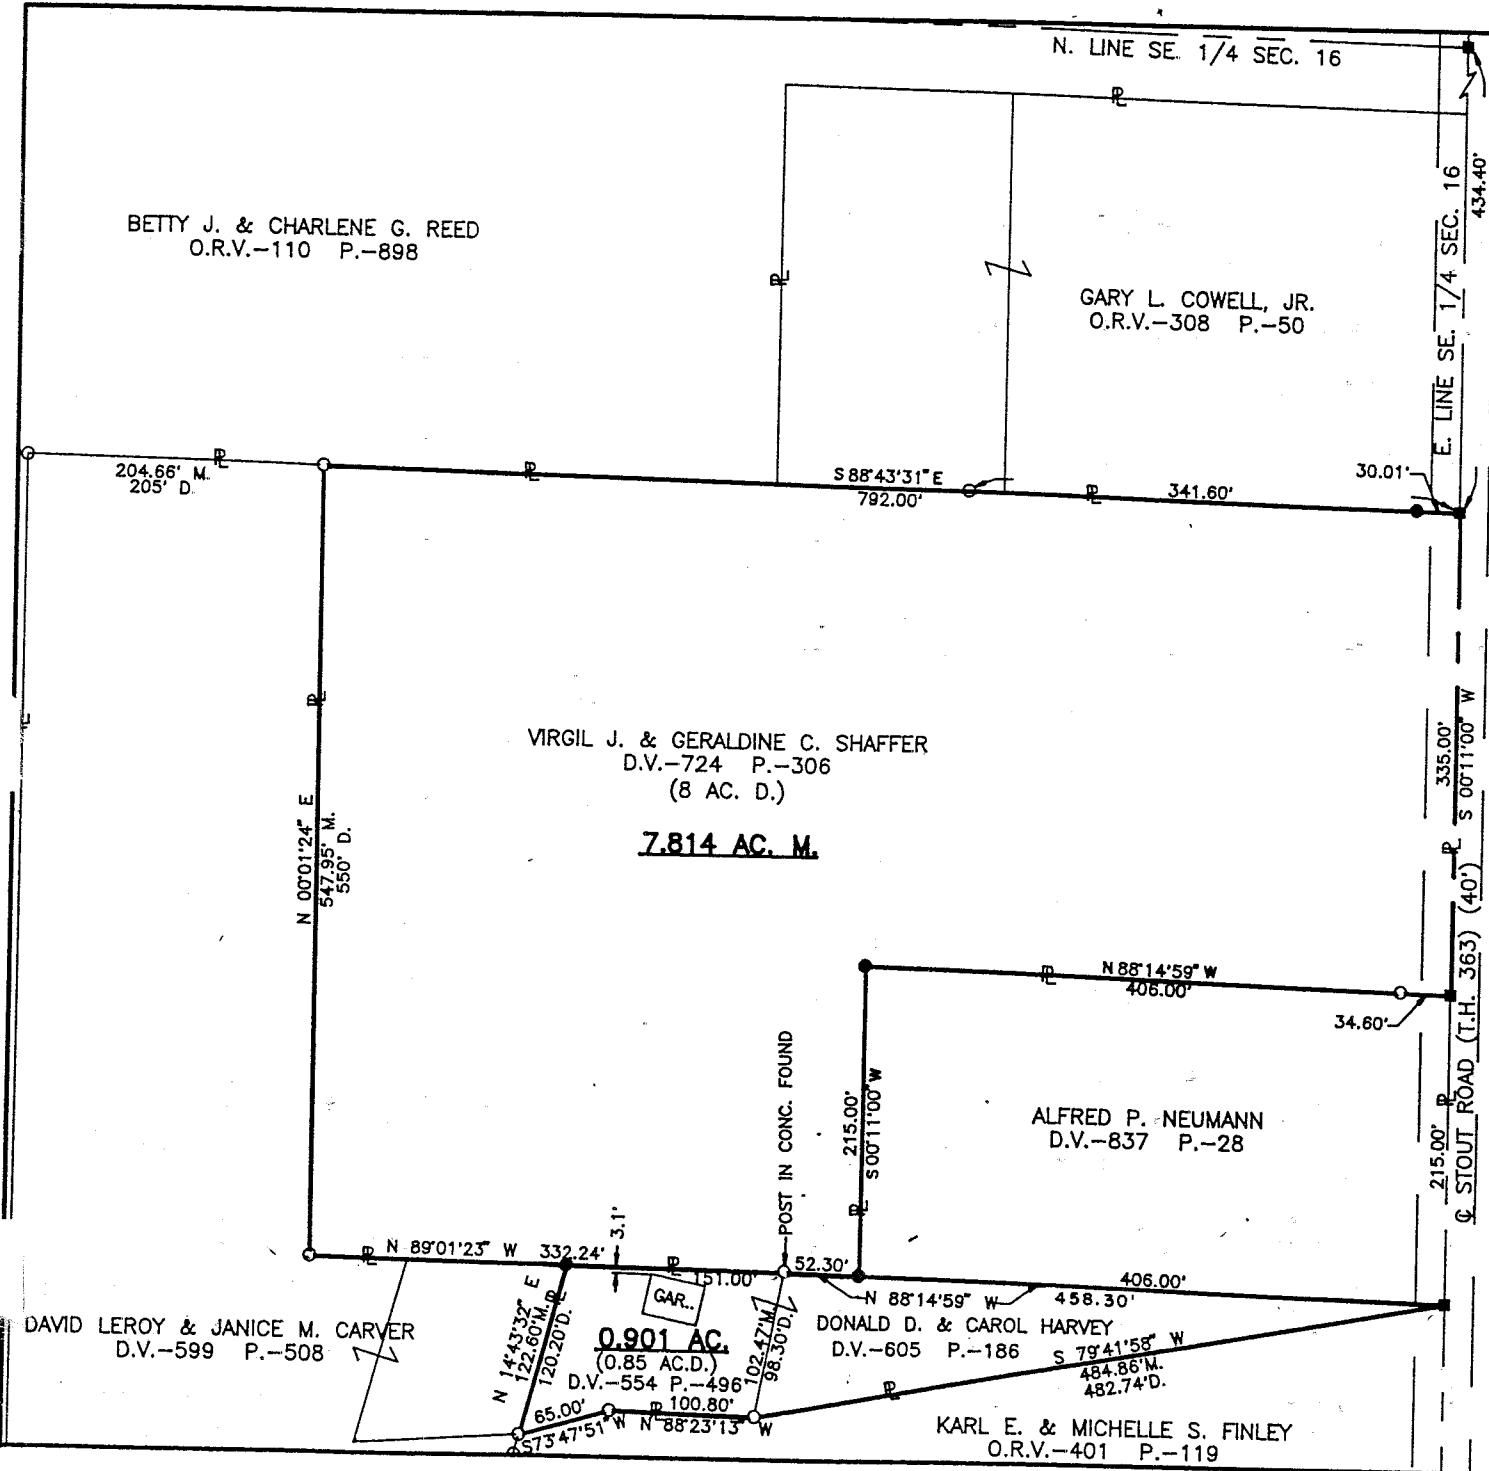 N. LINE SE. 1/4 SEC. 16
434.40'
E. LINE SE. 1/4 SEC. 16
BETTY J. & CHARLENE G. REED
O.R.V.-110 P.-898
GARY L. COWELL, JR.
O.R.V.-308 P.-50
204.66' M.
205' D.
S 88°43'31" E
792.00'
341.60'
30.01'
VIRGIL J. & GERALDINE C. SHAFFER
D.V.-724 P.-306
(8 AC. D.)
7.814 AC. M.
N 00°01'24" E
547.95' M.
550' D.
335.00'
S 00°11'00" W
N 88°14'59" W
406.00'
34.60'
℄ STOUT ROAD (T.H. 363) (40')
POST IN CONC. FOUND
215.00'
S 00°11'00" W
ALFRED P. NEUMANN
D.V.-837 P.-28
215.00'
N 89°01'23" W 332.24'
3.1'
151.00'
52.30'
406.00'
N 88°14'59" W
458.30'
GAR..
DAVID LEROY & JANICE M. CARVER
D.V.-599 P.-508
N 14°43'32" E
122.60'M.
120.20'D.
0.901 AC.
(0.85 AC.D.)
D.V.-554 P.-496
102.47'M.
98.30'D.
DONALD D. & CAROL HARVEY
D.V.-605 P.-186
S 79°41'58" W
484.86'M.
482.74'D.
65.00'
S73°47'51" W
100.80'
N 88°23'13" W
KARL E. & MICHELLE S. FINLEY
O.R.V.-401 P.-119